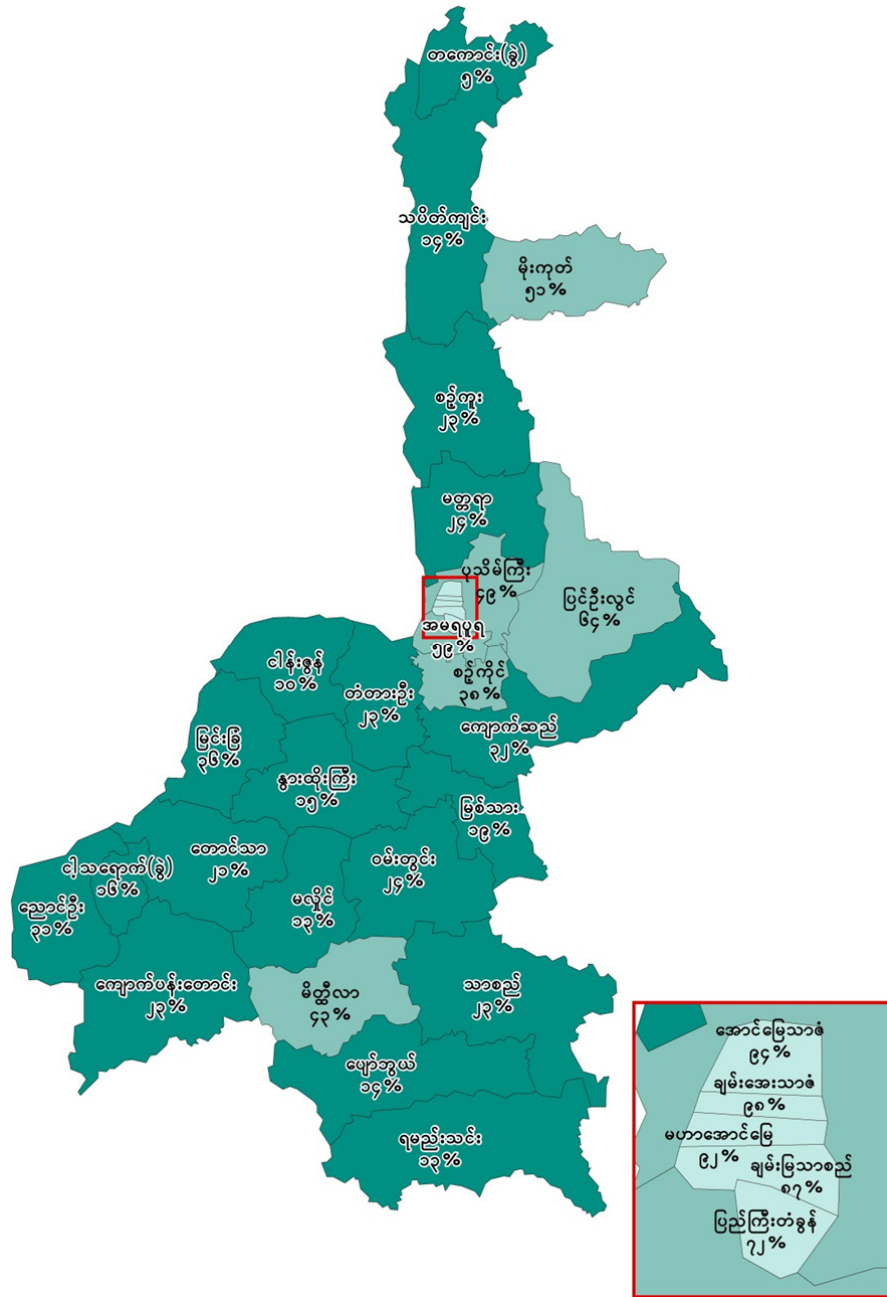 တကောင်း(ခွဲ)
၅%
သပိတ်ကျင်း
၁၄%
မိုးကုတ်
၅၁%
စဉ့်ကူး
၂၃%
မတ္တရာ
၂၄%
ပုသိမ်ကြီး
၄၉%
ပြင်ဦးလွင်
၆၄%
အမရပူရ
၅၉%
ငါန်းဇွန်
၁၀%
တံတားဦး
၂၃%
စဉ့်ကိုင်
၃၈%
ကျောက်ဆည်
၃၂%
မြင်းခြံ
၃၆%
နွားထိုးကြီး
၁၅%
မြစ်သား
၁၉%
တောင်သာ
၂၁%
ဝမ်းတွင်း
၂၄%
ငါ့သရောက်(ခွဲ)
၁၆%
ညောင်ဦး
၃၁%
မလှိုင်
၁၃%
ကျောက်ပန်းတောင်း
၂၃%
မိတ္ထီလာ
၄၃%
သာစည်
၂၃%
ပျော်ဘွယ်
၁၄%
ရမည်းသင်း
၁၃%
အောင်မြေသာဇံ
၉၄%
ချမ်းအေးသာဇံ
၉၈%
မဟာအောင်မြေ
၉၂%
ချမ်းမြသာစည်
၈၇%
ပြည်ကြီးတံခွန်
၇၂%